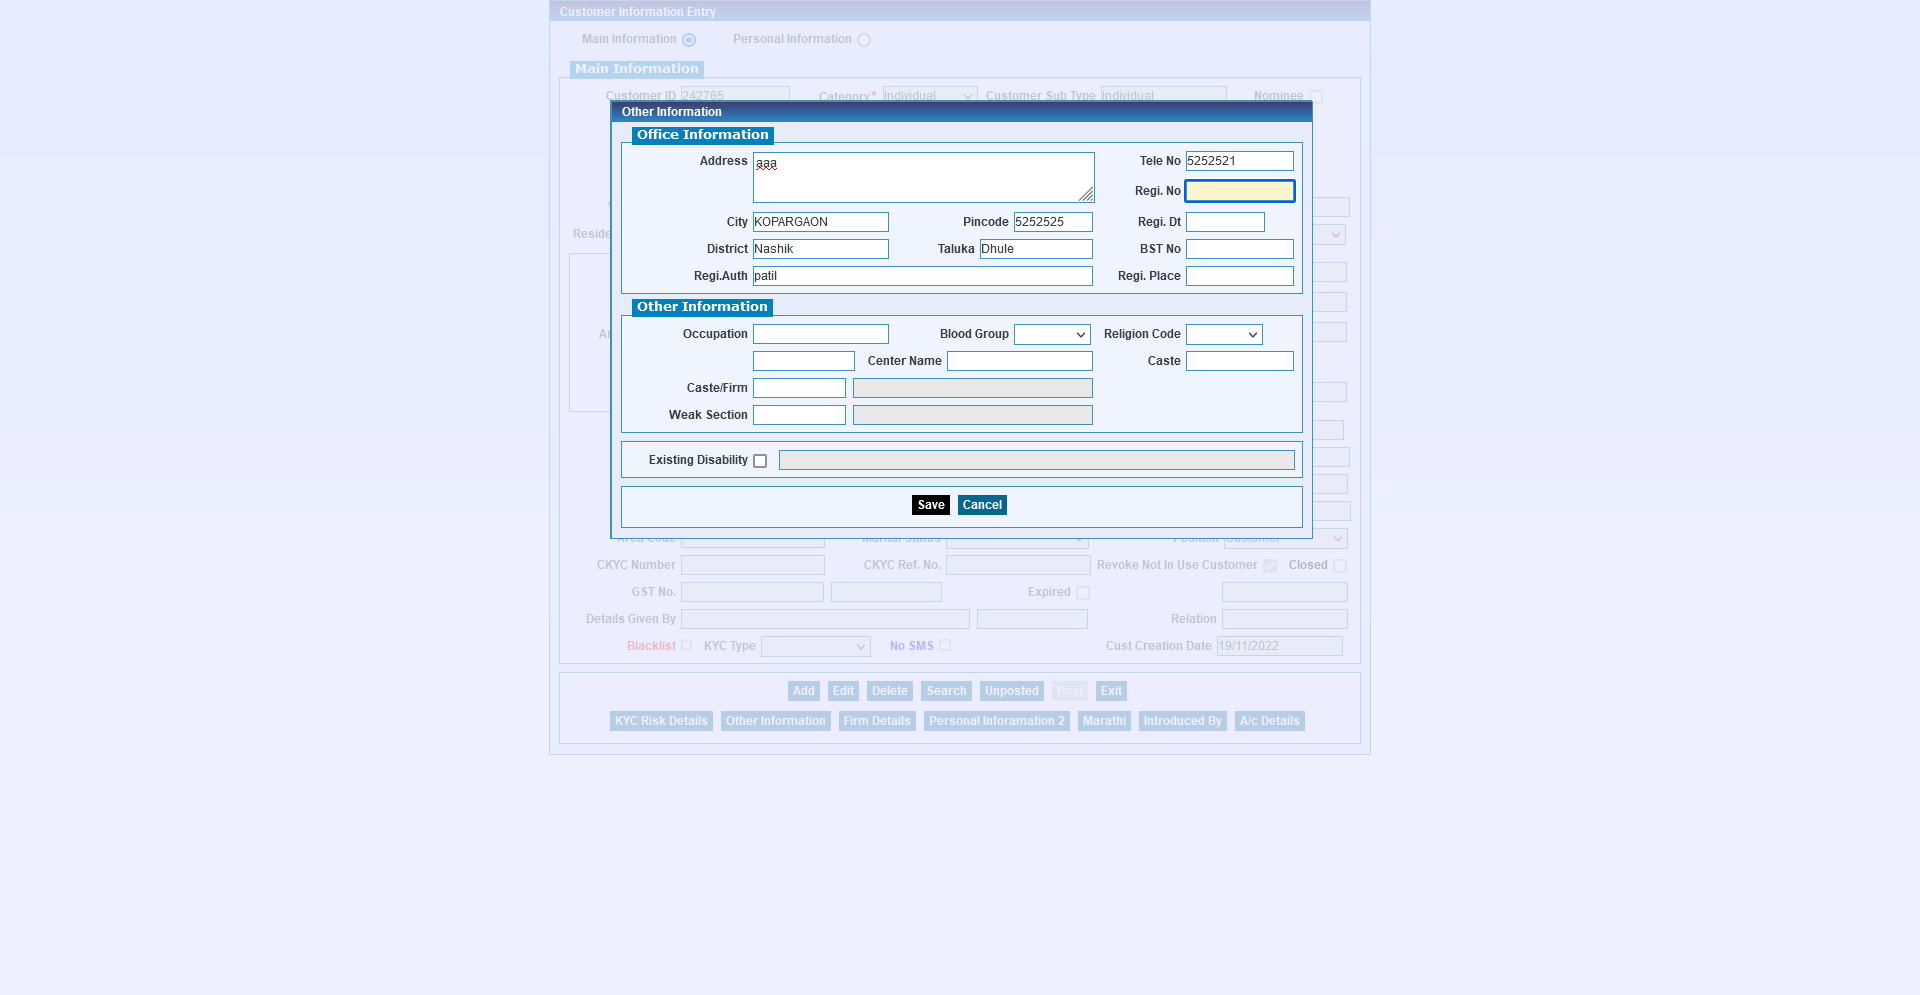 Customer Information Entry
Main Information Personal Information
Main Information
Customer ID 242765 Category* Individual Customer Sub Type Individual Nominee
Other Information
Office Information
Address aaa Tele No 5252521
Regi. No
City KOPARGAON Pincode 5252525 Regi. Dt
District Nashik Taluka Dhule BST No
Regi.Auth patil Regi. Place
Other Information
Occupation Blood Group Religion Code
Center Name Caste
Caste/Firm
Weak Section
Existing Disability
Save Cancel
Area Code Marital Status Position Customer
CKYC Number CKYC Ref. No. Revoke Not In Use Customer Closed
GST No. Expired
Details Given By Relation
Blacklist KYC Type No SMS Cust Creation Date 19/11/2022
Add Edit Delete Search Unposted Post Exit
KYC Risk Details Other Information Firm Details Personal Inforamation 2 Marathi Introduced By A/c Details